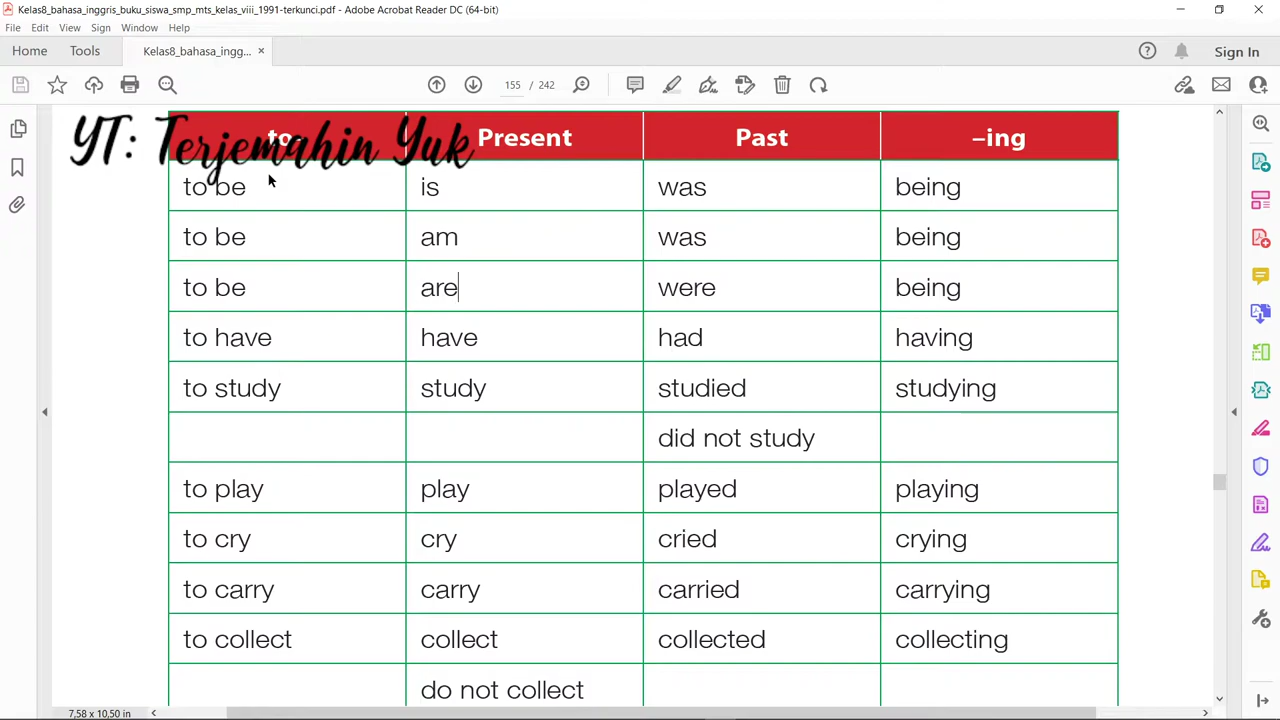 Kelas8_bahasa_inggris_buku_siswa_smp_mts_kelas_viii_1991-terkunci.pdf - Adobe Acrobat Reader DC (64-bit)
File Edit View Sign Window Help
Home Tools Kelas8_bahasa_ingg... × Sign In
155 / 242
YT: Terjemahin Yuk
to Present Past –ing
to be is was being
to be am was being
to be are were being
to have have had having
to study study studied studying
did not study
to play play played playing
to cry cry cried crying
to carry carry carried carrying
to collect collect collected collecting
do not collect
7,58 x 10,50 in